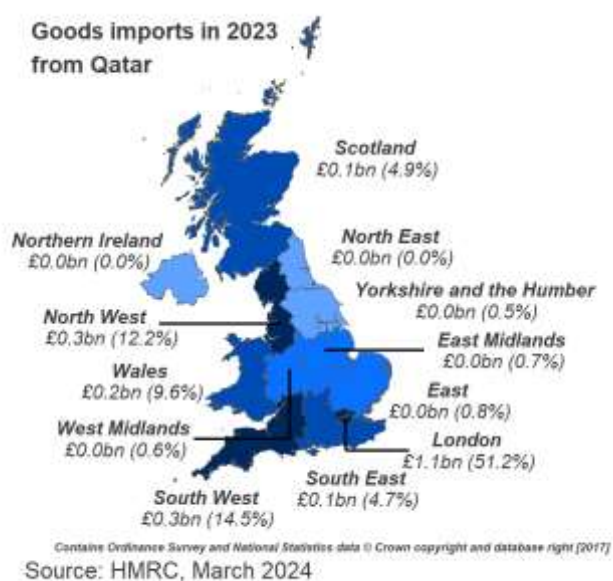 Goods imports in 2023
from Qatar
Scotland
£0.1bn (4.9%)
Northern Ireland
£0.0bn (0.0%)
North East
£0.0bn (0.0%)
Yorkshire and the Humber
£0.0bn (0.5%)
North West
£0.3bn (12.2%)
East Midlands
£0.0bn (0.7%)
Wales
£0.2bn (9.6%)
East
£0.0bn (0.8%)
West Midlands
£0.0bn (0.6%)
London
£1.1bn (51.2%)
South East
£0.1bn (4.7%)
South West
£0.3bn (14.5%)
Contains Ordinance Survey and National Statistics data © Crown copyright and database right [2017]
Source: HMRC, March 2024